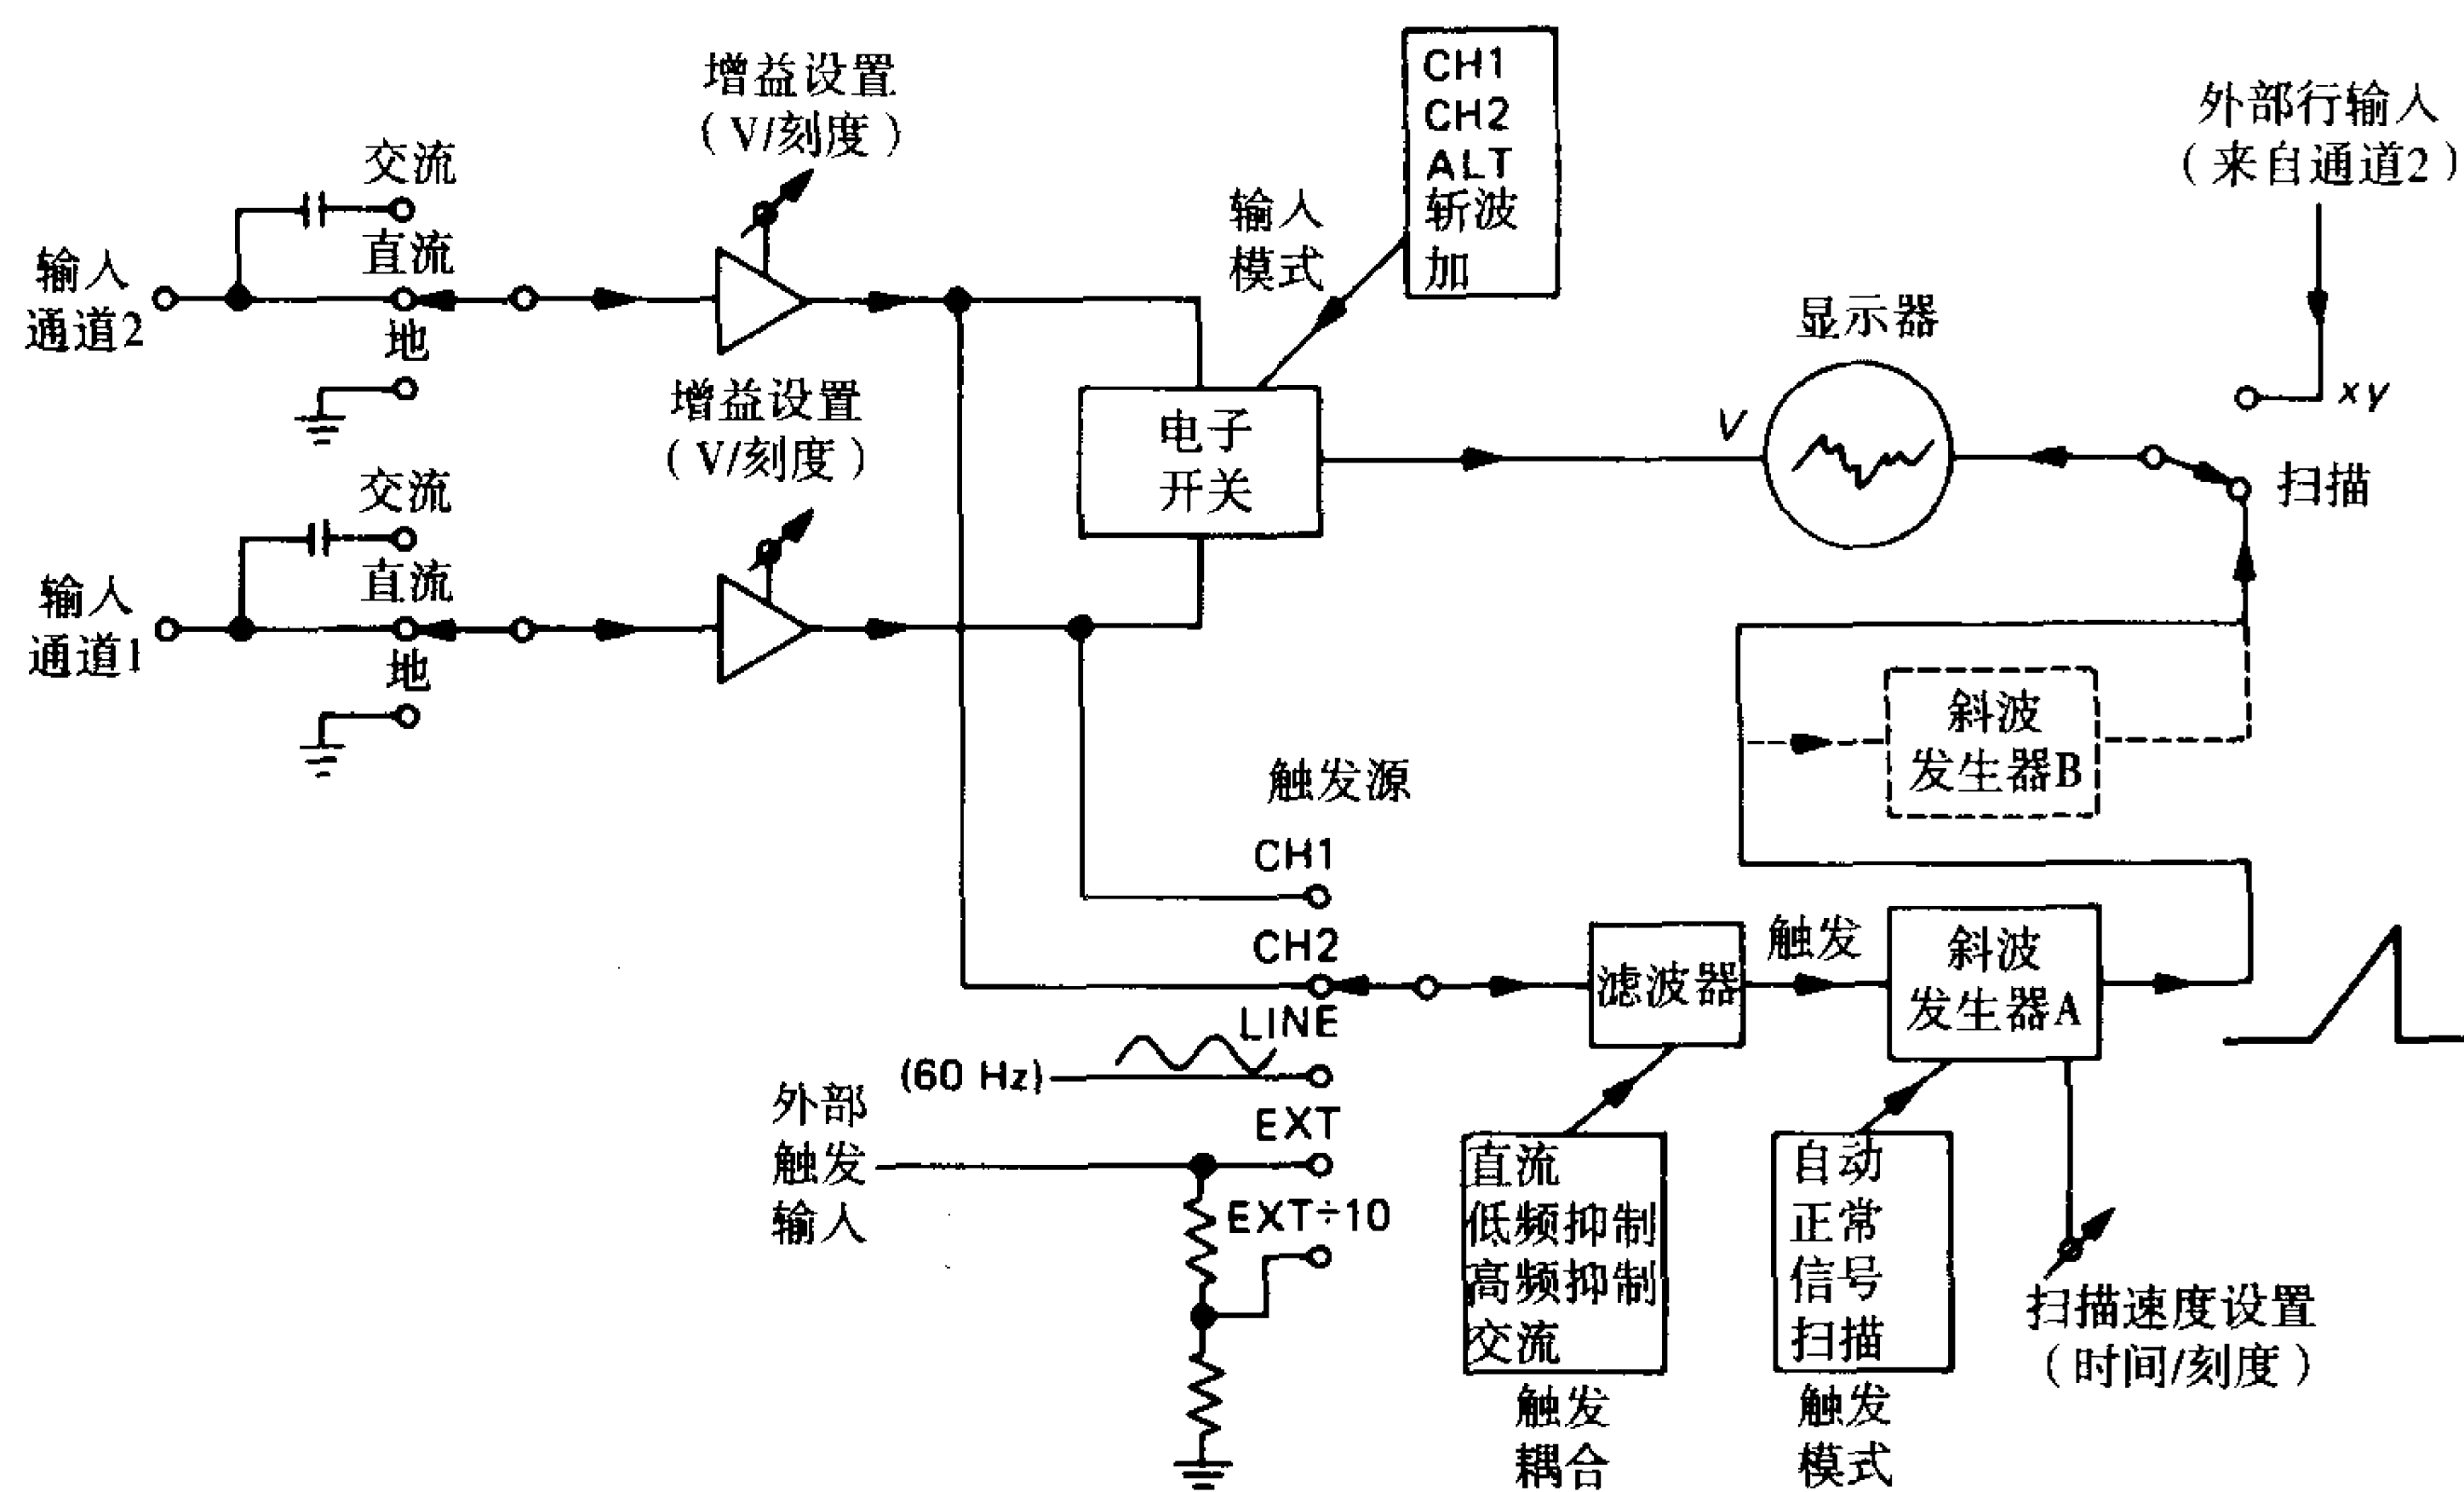 增益设置
（V/刻度）
CH1
CH2
ALT
斩波
加
外部行输入
（来自通道2）
交流
直流
地
输入
通道2
输入
模式
显示器
xy
增益设置
（V/刻度）
电子
开关
V
扫描
交流
直流
地
输入
通道1
斜波
发生器B
触发源
CH1
CH2
LINE
(60 Hz)
EXT
EXT÷10
外部
触发
输入
滤波器
触发
斜波
发生器A
直流
低频抑制
高频抑制
交流
触发
耦合
自动
正常
信号
扫描
触发
模式
扫描速度设置
（时间/刻度）